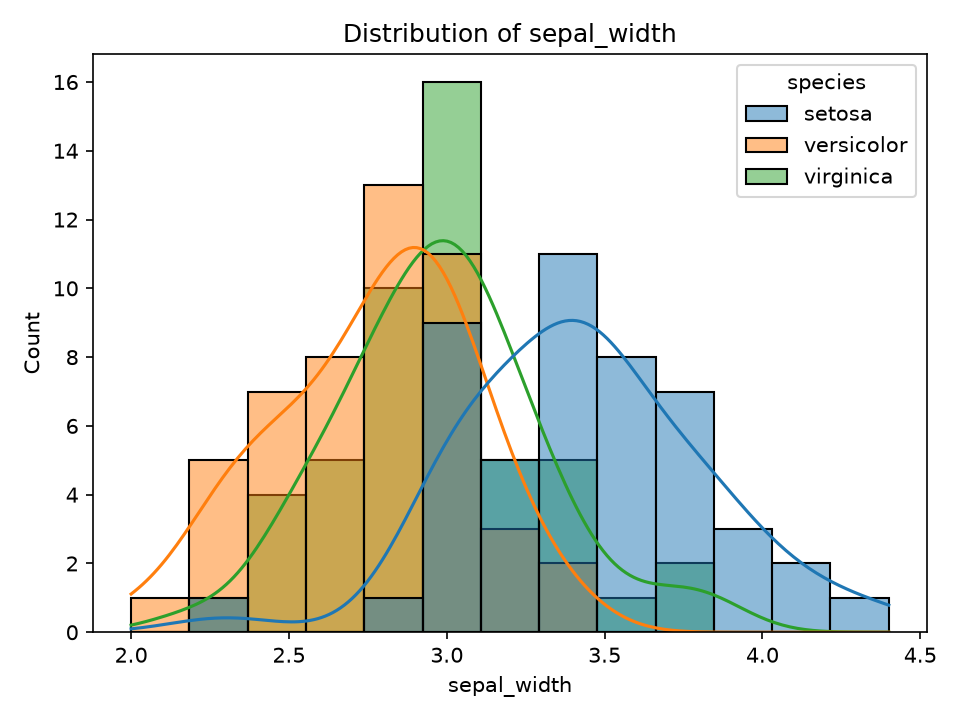 Distribution of sepal_width
species
setosa
versicolor
virginica
Count
16
14
12
10
8
6
4
2
0
2.0 2.5 3.0 3.5 4.0 4.5
sepal_width